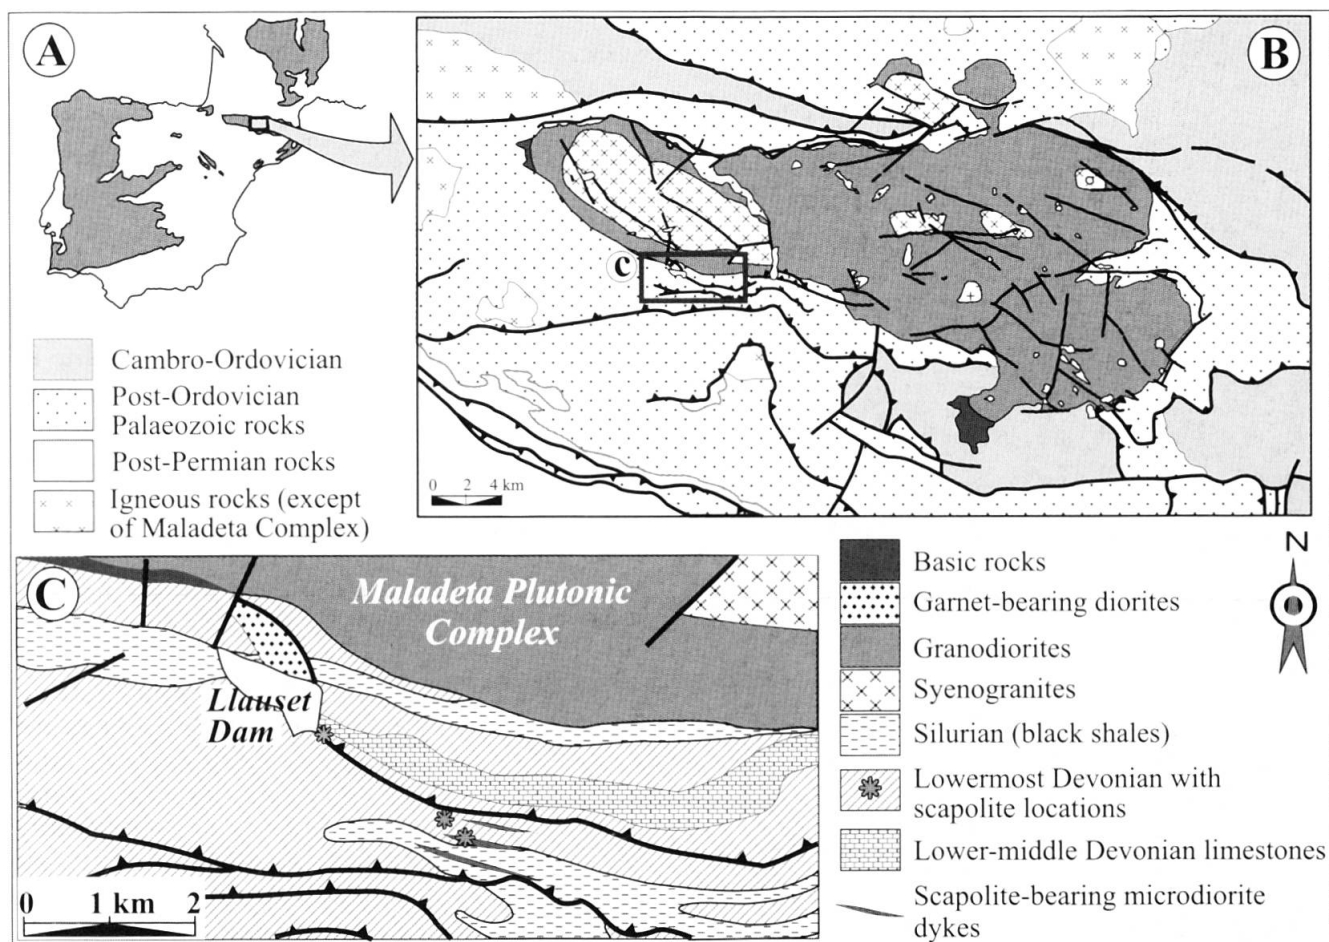 A
B
c
Cambro-Ordovician
Post-Ordovician
Palaeozoic rocks
Post-Permian rocks
Igneous rocks (except
of Maladeta Complex)
0 2 4 km
C
Maladeta Plutonic
Complex
Llauset
Dam
0 1 km 2
N
Basic rocks
Garnet-bearing diorites
Granodiorites
Syenogranites
Silurian (black shales)
Lowermost Devonian with
scapolite locations
Lower-middle Devonian limestones
Scapolite-bearing microdiorite
dykes